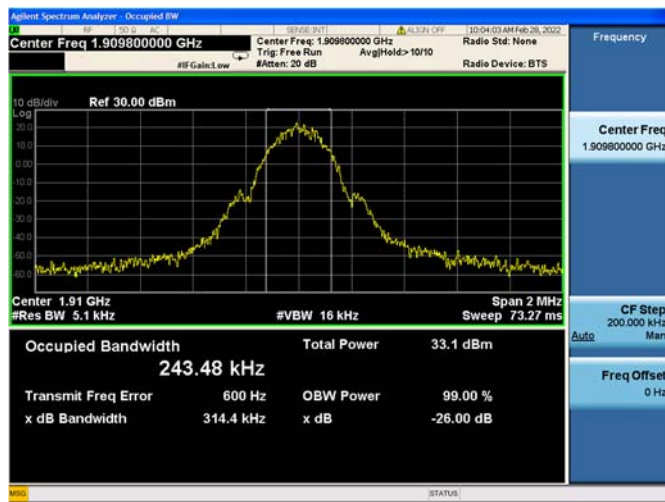 Agilent Spectrum Analyzer - Occupied BW
RF 50 Ω AC SENSE:INT ALIGN OFF 10:04:03 AM Feb 28, 2022
Center Freq 1.909800000 GHz
Center Freq: 1.909800000 GHz
Radio Std: None
Trig: Free Run Avg|Hold:> 10/10
#IFGain:Low #Atten: 20 dB Radio Device: BTS
Frequency
10 dB/div Ref 30.00 dBm
Log
20.0
10.0
0.00
-10.0
-20.0
-30.0
-40.0
-50.0
-60.0
Center 1.91 GHz Span 2 MHz
#Res BW 5.1 kHz #VBW 16 kHz Sweep 73.27 ms
Occupied Bandwidth Total Power 33.1 dBm
243.48 kHz
Transmit Freq Error 600 Hz OBW Power 99.00 %
x dB Bandwidth 314.4 kHz x dB -26.00 dB
Center Freq
1.909800000 GHz
CF Step
200.000 kHz
Auto Man
Freq Offset
0 Hz
MSG STATUS